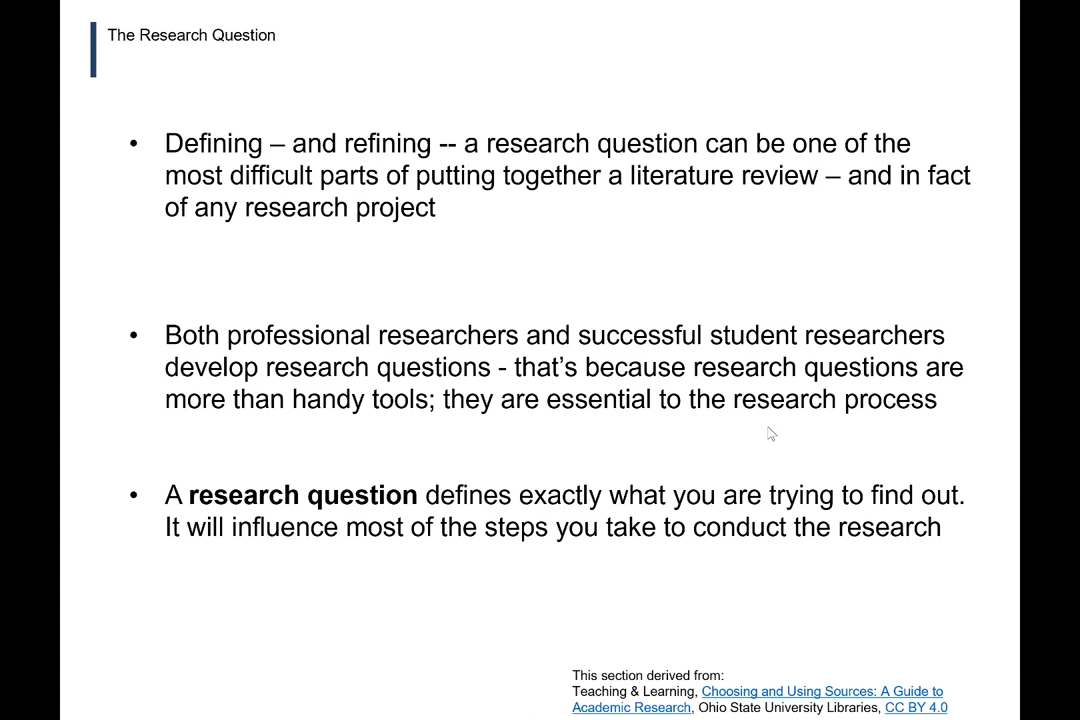 The Research Question
• Defining – and refining -- a research question can be one of the
most difficult parts of putting together a literature review – and in fact
of any research project
• Both professional researchers and successful student researchers
develop research questions - that’s because research questions are
more than handy tools; they are essential to the research process
• A research question defines exactly what you are trying to find out.
It will influence most of the steps you take to conduct the research
This section derived from:
Teaching & Learning, Choosing and Using Sources: A Guide to
Academic Research, Ohio State University Libraries, CC BY 4.0